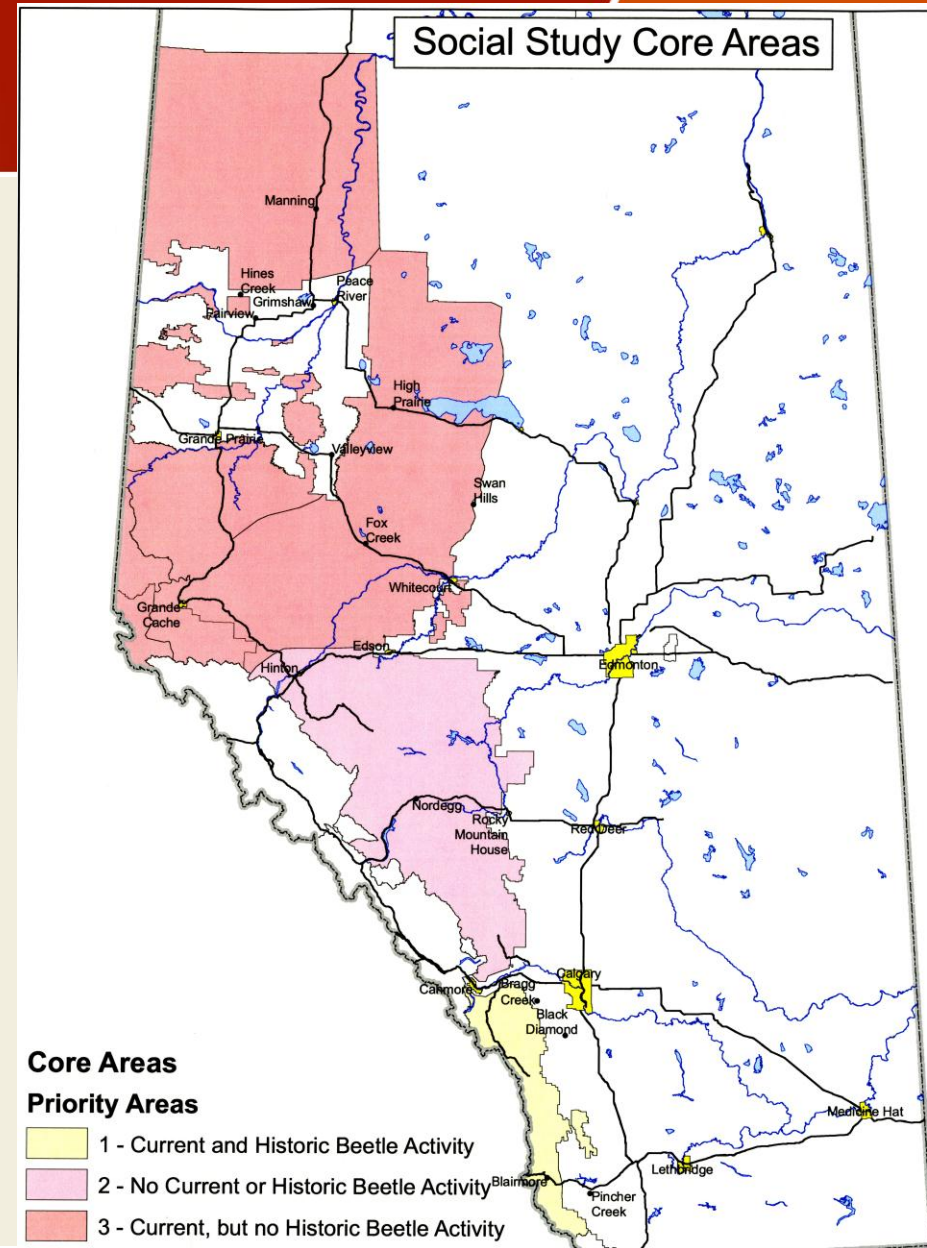 Social Study Core Areas
Manning
Hines
Creek
Peace
River
Grimshaw
Fairview
High
Prairie
Grande Prairie
Valleyview
Swan
Hills
Fox
Creek
Whitecourt
Grande
Cache
Edson
Hinton
Edmonton
Nordegg
Rocky
Mountain
House
Red Deer
Canmore
Bragg
Creek
Calgary
Black
Diamond
Medicine Hat
Lethbridge
Blairmore
Pincher
Creek
Core Areas
Priority Areas
1 - Current and Historic Beetle Activity
2 - No Current or Historic Beetle Activity
3 - Current, but no Historic Beetle Activity